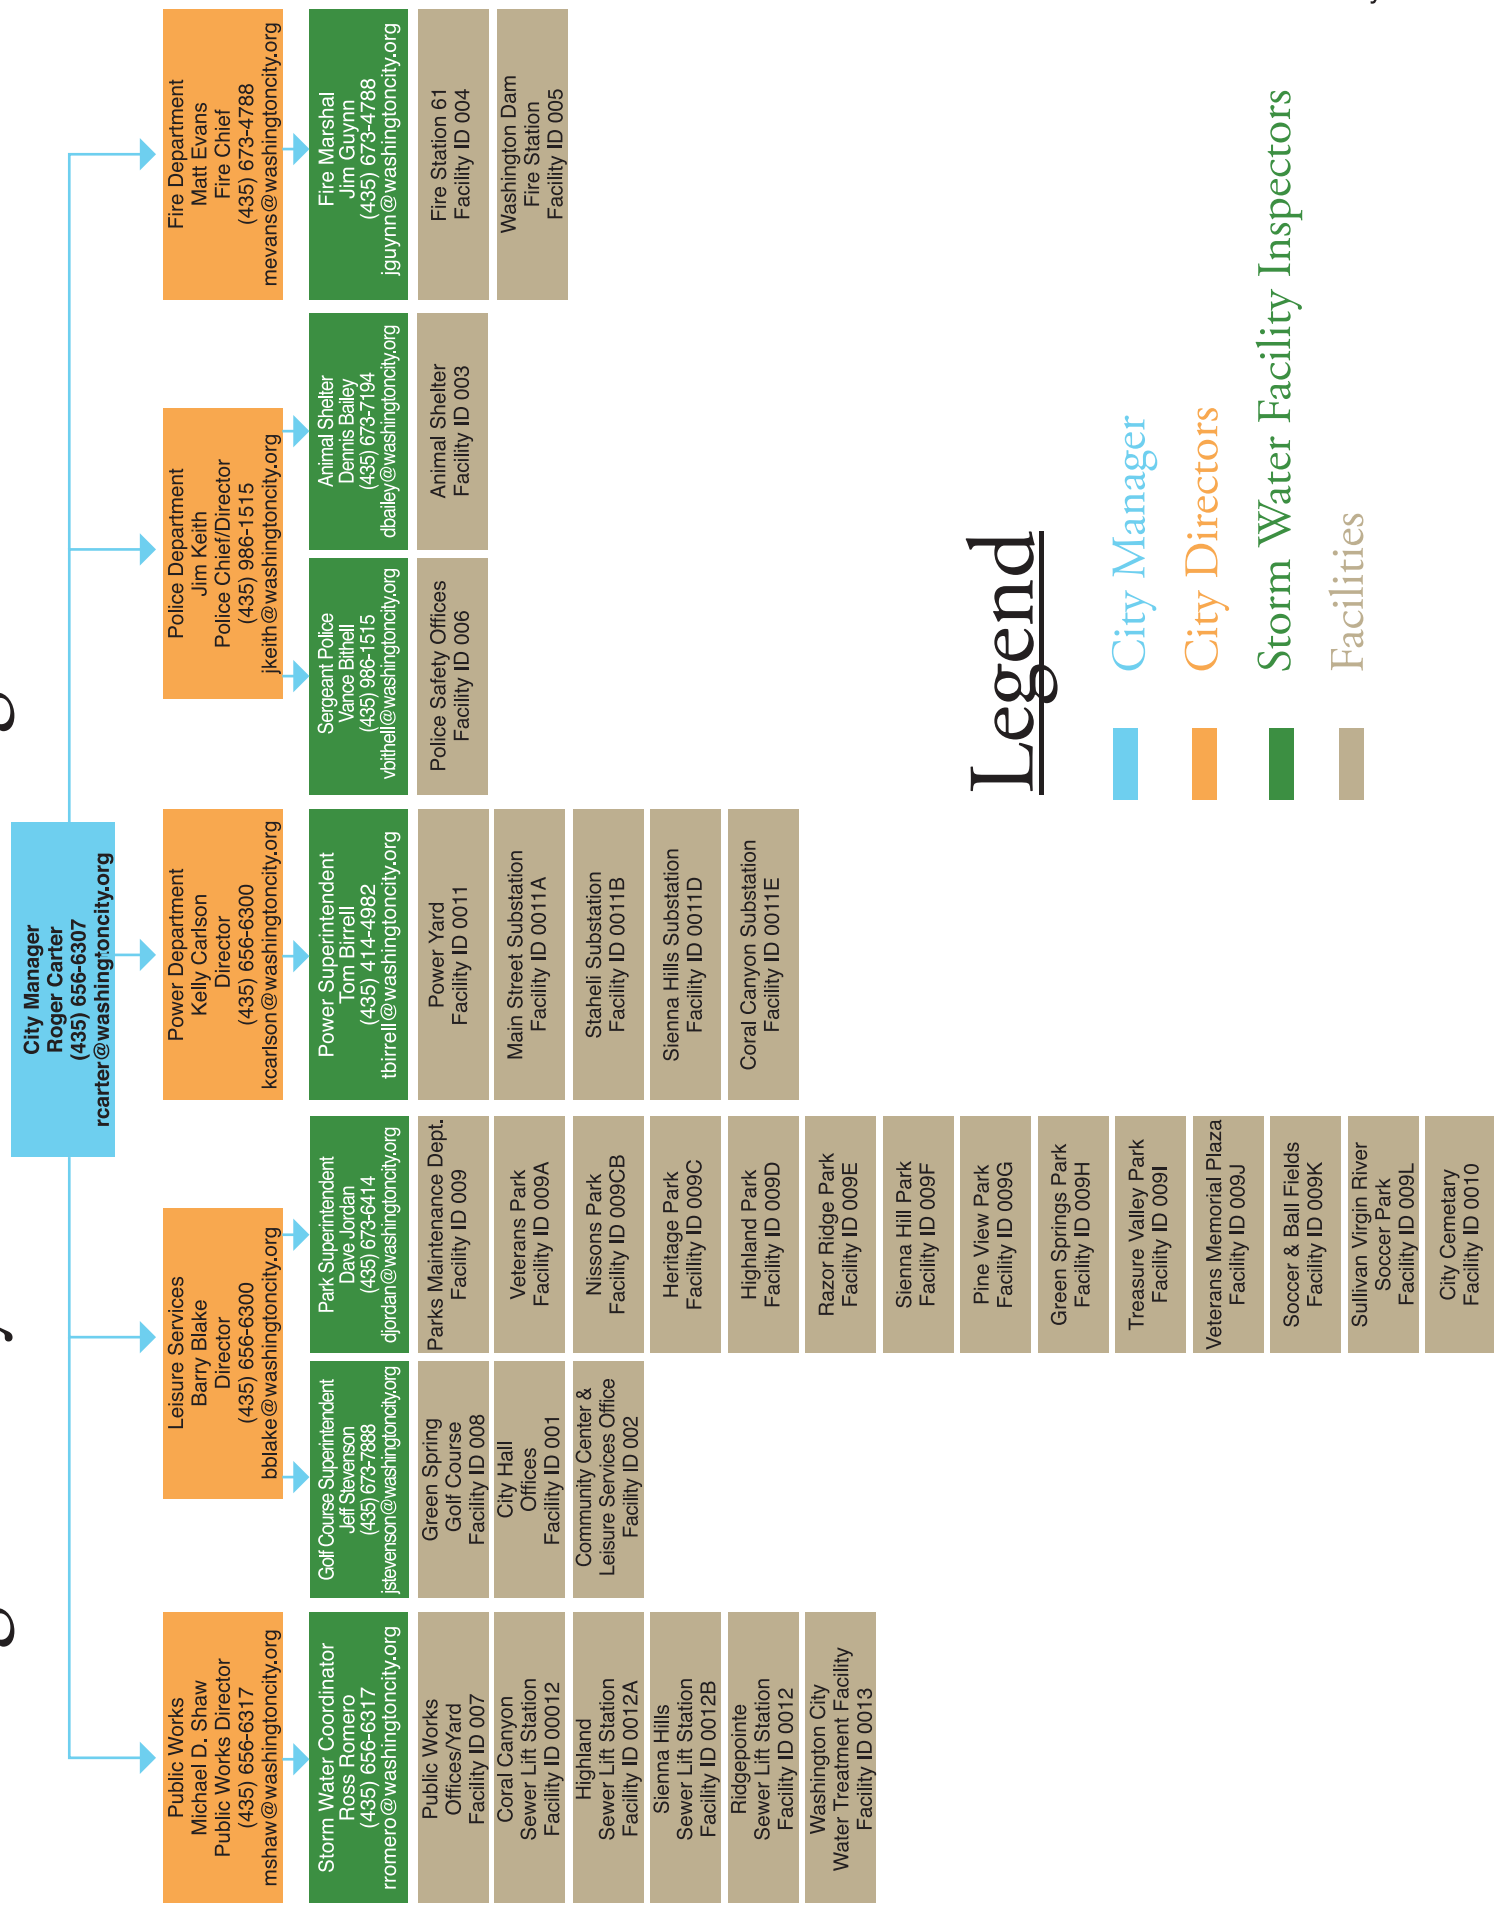 City Manager
Roger Carter
(435) 656-6307
rcarter@washingtoncity.org
Public Works
Michael D. Shaw
Public Works Director
(435) 656-6317
mshaw@washingtoncity.org
Leisure Services
Barry Blake
Director
(435) 656-6300
bblake@washingtoncity.org
Power Department
Kelly Carlson
Director
(435) 656-6300
kcarlson@washingtoncity.org
Police Department
Jim Keith
Police Chief/Director
(435) 986-1515
jkeith@washingtoncity.org
Fire Department
Matt Evans
Fire Chief
(435) 673-4788
mevans@washingtoncity.org
Storm Water Coordinator
Ross Romero
(435) 656-6317
rromero@washingtoncity.org
Public Works
Offices/Yard
Facility ID 007
Coral Canyon
Sewer Lift Station
Facility ID 00012
Highland
Sewer Lift Station
Facility ID 0012A
Sienna Hills
Sewer Lift Station
Facility ID 0012B
Ridgepointe
Sewer Lift Station
Facility ID 0012
Washington City
Water Treatment Facility
Facility ID 0013
Golf Course Superintendent
Jeff Stevenson
(435) 673-7888
jstevenson@washingtoncity.org
Green Spring
Golf Course
Facility ID 008
City Hall
Offices
Facility ID 001
Community Center &
Leisure Services Office
Facility ID 002
Park Superintendent
Dave Jordan
(435) 673-6414
djordan@washingtoncity.org
Parks Maintenance Dept.
Facility ID 009
Veterans Park
Facility ID 009A
Nissons Park
Facility ID 009CB
Heritage Park
Facility ID 009C
Highland Park
Facility ID 009D
Razor Ridge Park
Facility ID 009E
Sienna Hill Park
Facility ID 009F
Pine View Park
Facility ID 009G
Green Springs Park
Facility ID 009H
Treasure Valley Park
Facility ID 009I
Veterans Memorial Plaza
Facility ID 009J
Soccer & Ball Fields
Facility ID 009K
Sullivan Virgin River
Soccer Park
Facility ID 009L
City Cemetary
Facility ID 0010
Power Superintendent
Tom Birrell
(435) 414-4982
tbirrell@washingtoncity.org
Power Yard
Facility ID 0011
Main Street Substation
Facility ID 0011A
Staheli Substation
Facility ID 0011B
Sienna Hills Substation
Facility ID 0011D
Coral Canyon Substation
Facility ID 0011E
Sergeant Police
Vance Bithell
(435) 986-1515
vbithell@washingtoncity.org
Police Safety Offices
Facility ID 006
Animal Shelter
Dennis Bailey
(435) 673-7194
dbailey@washingtoncity.org
Animal Shelter
Facility ID 003
Fire Marshal
Jim Guynn
(435) 673-4788
jguynn@washingtoncity.org
Fire Station 61
Facility ID 004
Washington Dam
Fire Station
Facility ID 005
Legend
City Manager
City Directors
Storm Water Facility Inspectors
Facilities